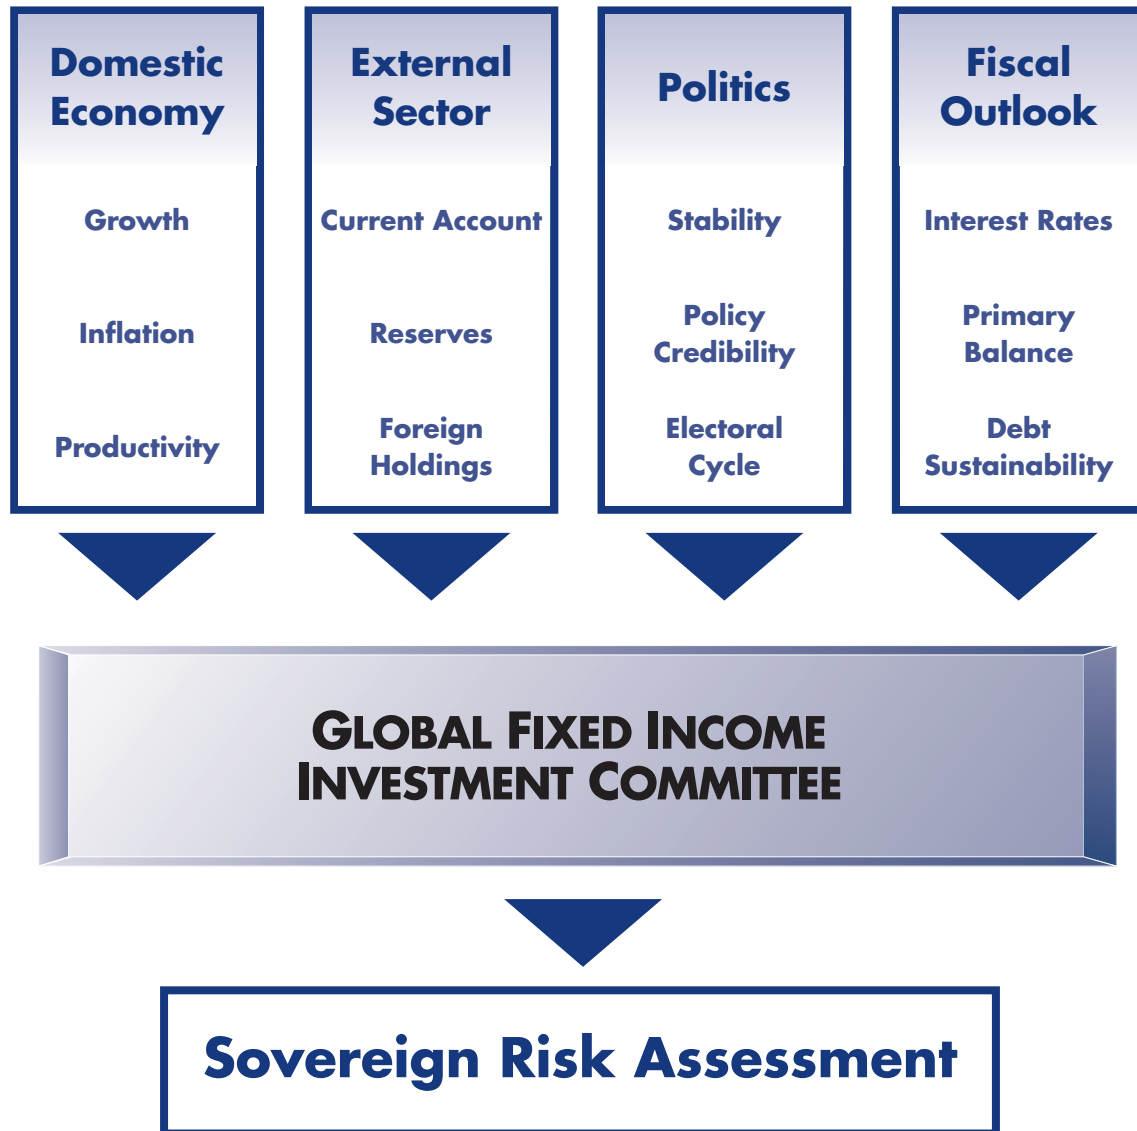 Domestic
Economy
Growth
Inflation
Productivity
External
Sector
Current Account
Reserves
Foreign
Holdings
Politics
Stability
Policy
Credibility
Electoral
Cycle
Fiscal
Outlook
Interest Rates
Primary
Balance
Debt
Sustainability
GLOBAL FIXED INCOME
INVESTMENT COMMITTEE
Sovereign Risk Assessment